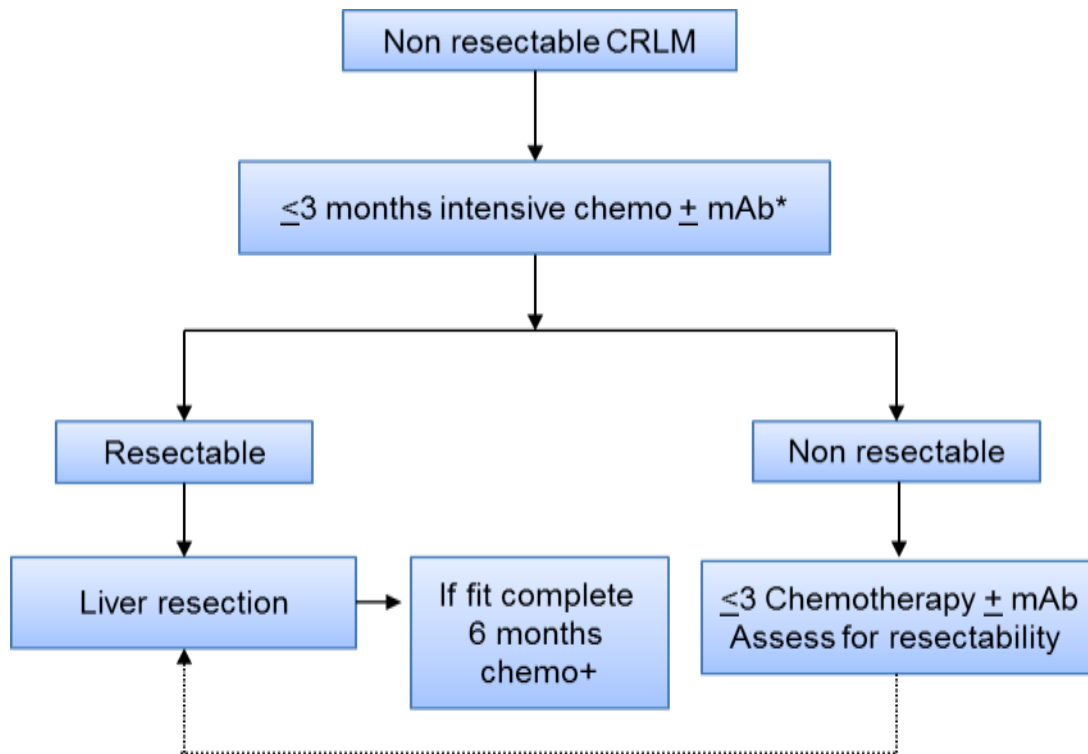 Non resectable CRLM
≤3 months intensive chemo ± mAb*
Resectable
Non resectable
Liver resection
If fit complete
6 months
chemo+
≤3 Chemotherapy ± mAb
Assess for resectability